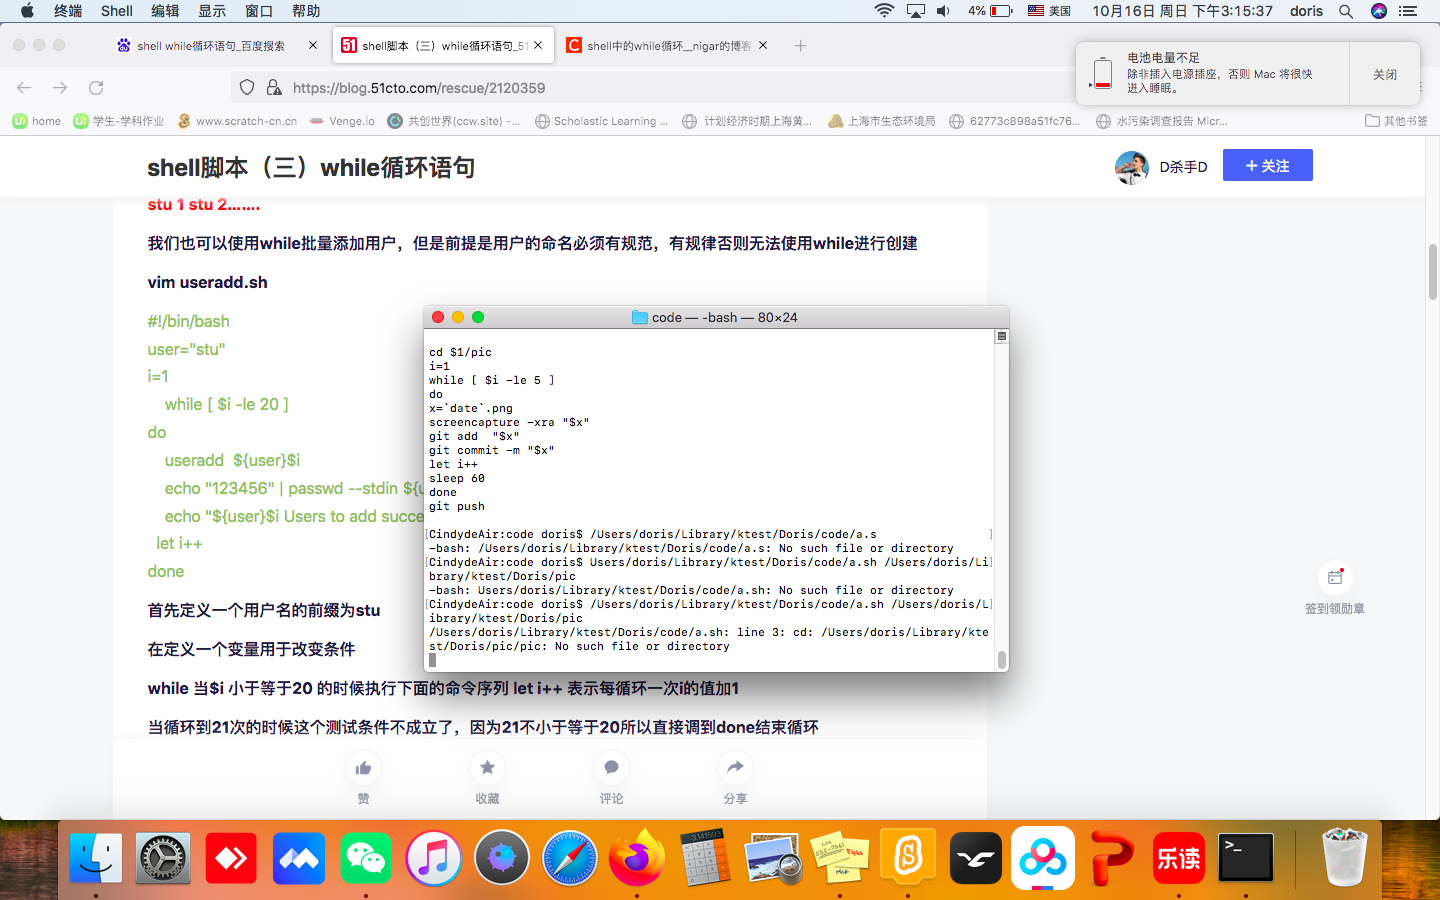 终端 Shell 编辑 显示 窗口 帮助
4% 美国 10月16日 周日 下午3:15:37 doris
shell while循环语句_百度搜索
shell脚本（三）while循环语句_51
shell中的while循环__nigar的博客
https://blog.51cto.com/rescue/2120359
电池电量不足
除非插入电源插座，否则 Mac 将很快
进入睡眠。
关闭
home 学生-学科作业 www.scratch-cn.cn Venge.io 共创世界(ccw.site) -... Scholastic Learning ... 计划经济时期上海黄... 上海市生态环境局 62773c898a51fc76... 水污染调查报告 Micr... 其他书签
shell脚本（三）while循环语句
D杀手D
+ 关注
stu 1 stu 2.......
我们也可以使用while批量添加用户，但是前提是用户的命名必须有规范，有规律否则无法使用while进行创建
vim useradd.sh
#!/bin/bash
user="stu"
i=1
while [ $i -le 20 ]
do
useradd ${user}$i
echo "123456" | passwd --stdin ${u
echo "${user}$i Users to add succe
let i++
done
首先定义一个用户名的前缀为stu
在定义一个变量用于改变条件
while 当$i 小于等于20 的时候执行下面的命令序列 let i++ 表示每循环一次i的值加1
当循环到21次的时候这个测试条件不成立了，因为21不小于等于20所以直接调到done结束循环
code — -bash — 80×24
cd $1/pic
i=1
while [ $i -le 5 ]
do
x=`date`.png
screencapture -xra "$x"
git add  "$x"
git commit -m "$x"
let i++
sleep 60
done
git push
[CindydeAir:code doris$ /Users/doris/Library/ktest/Doris/code/a.s ]
-bash: /Users/doris/Library/ktest/Doris/code/a.s: No such file or directory
[CindydeAir:code doris$ Users/doris/Library/ktest/Doris/code/a.sh /Users/doris/Li]
brary/ktest/Doris/pic
-bash: Users/doris/Library/ktest/Doris/code/a.sh: No such file or directory
[CindydeAir:code doris$ /Users/doris/Library/ktest/Doris/code/a.sh /Users/doris/L]
ibrary/ktest/Doris/pic
/Users/doris/Library/ktest/Doris/code/a.sh: line 3: cd: /Users/doris/Library/kte
st/Doris/pic/pic: No such file or directory
签到领勋章
赞 收藏 评论 分享
乐读